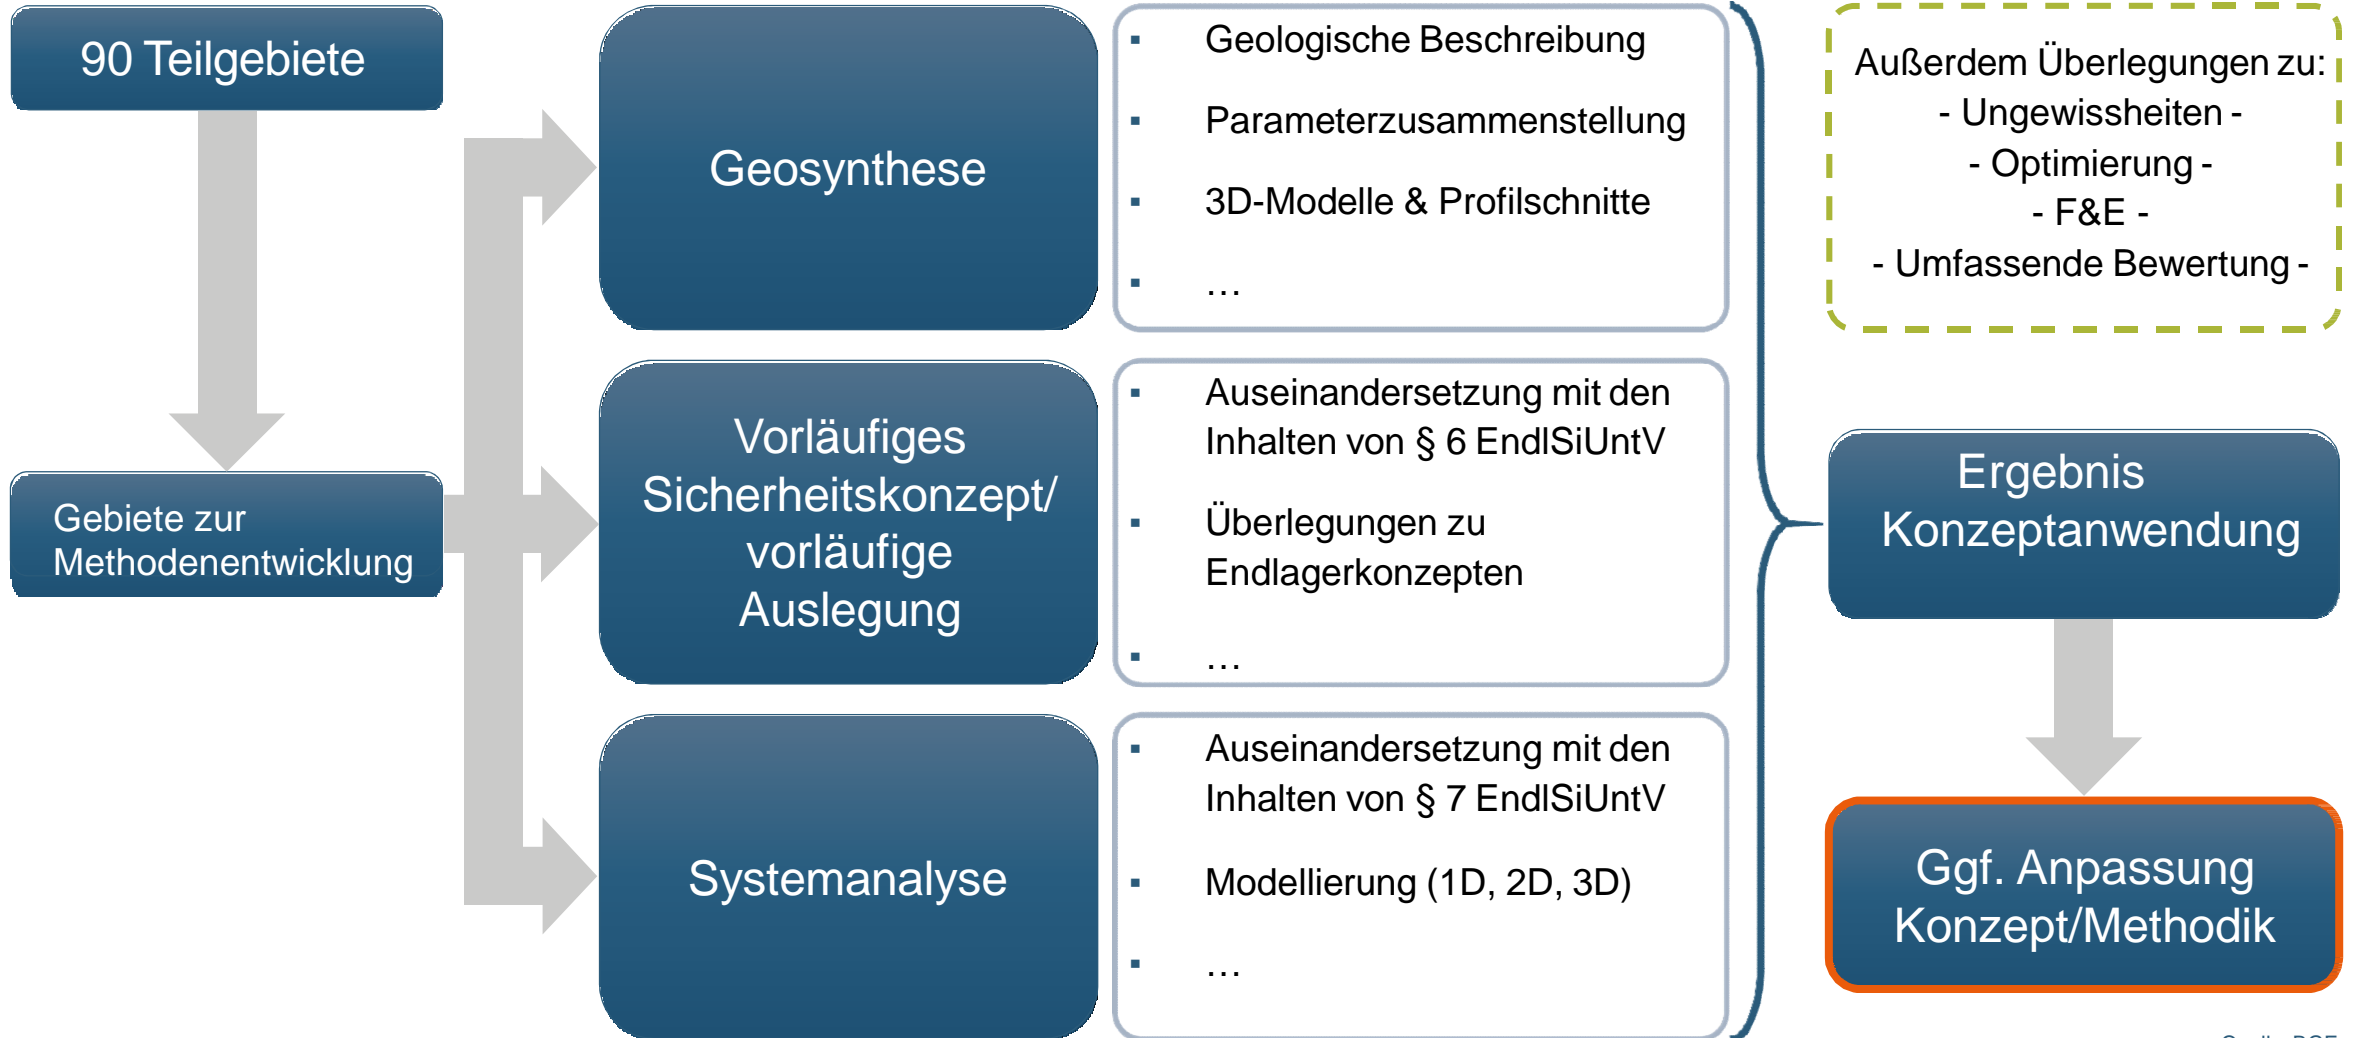 90 Teilgebiete
Gebiete zur
Methodenentwicklung
Geosynthese
▪ Geologische Beschreibung
▪ Parameterzusammenstellung
▪ 3D-Modelle & Profilschnitte
▪ …
Vorläufiges
Sicherheitskonzept/
vorläufige
Auslegung
▪ Auseinandersetzung mit den
Inhalten von § 6 EndlSiUntV
▪ Überlegungen zu
Endlagerkonzepten
▪ …
Systemanalyse
▪ Auseinandersetzung mit den
Inhalten von § 7 EndlSiUntV
▪ Modellierung (1D, 2D, 3D)
▪ …
Außerdem Überlegungen zu:
- Ungewissheiten -
- Optimierung -
- F&E -
- Umfassende Bewertung -
Ergebnis
Konzeptanwendung
Ggf. Anpassung
Konzept/Methodik